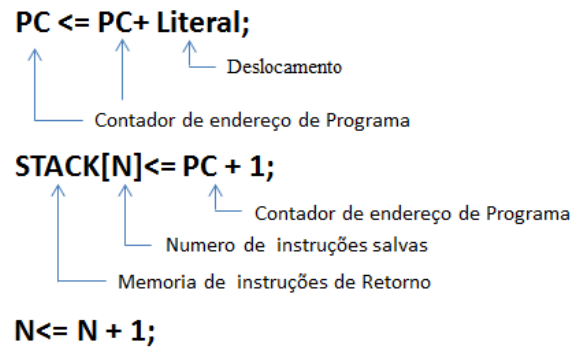 PC <= PC+ Literal;
Deslocamento
Contador de endereço de Programa
STACK[N]<= PC + 1;
Contador de endereço de Programa
Numero de instruções salvas
Memoria de instruções de Retorno
N<= N + 1;